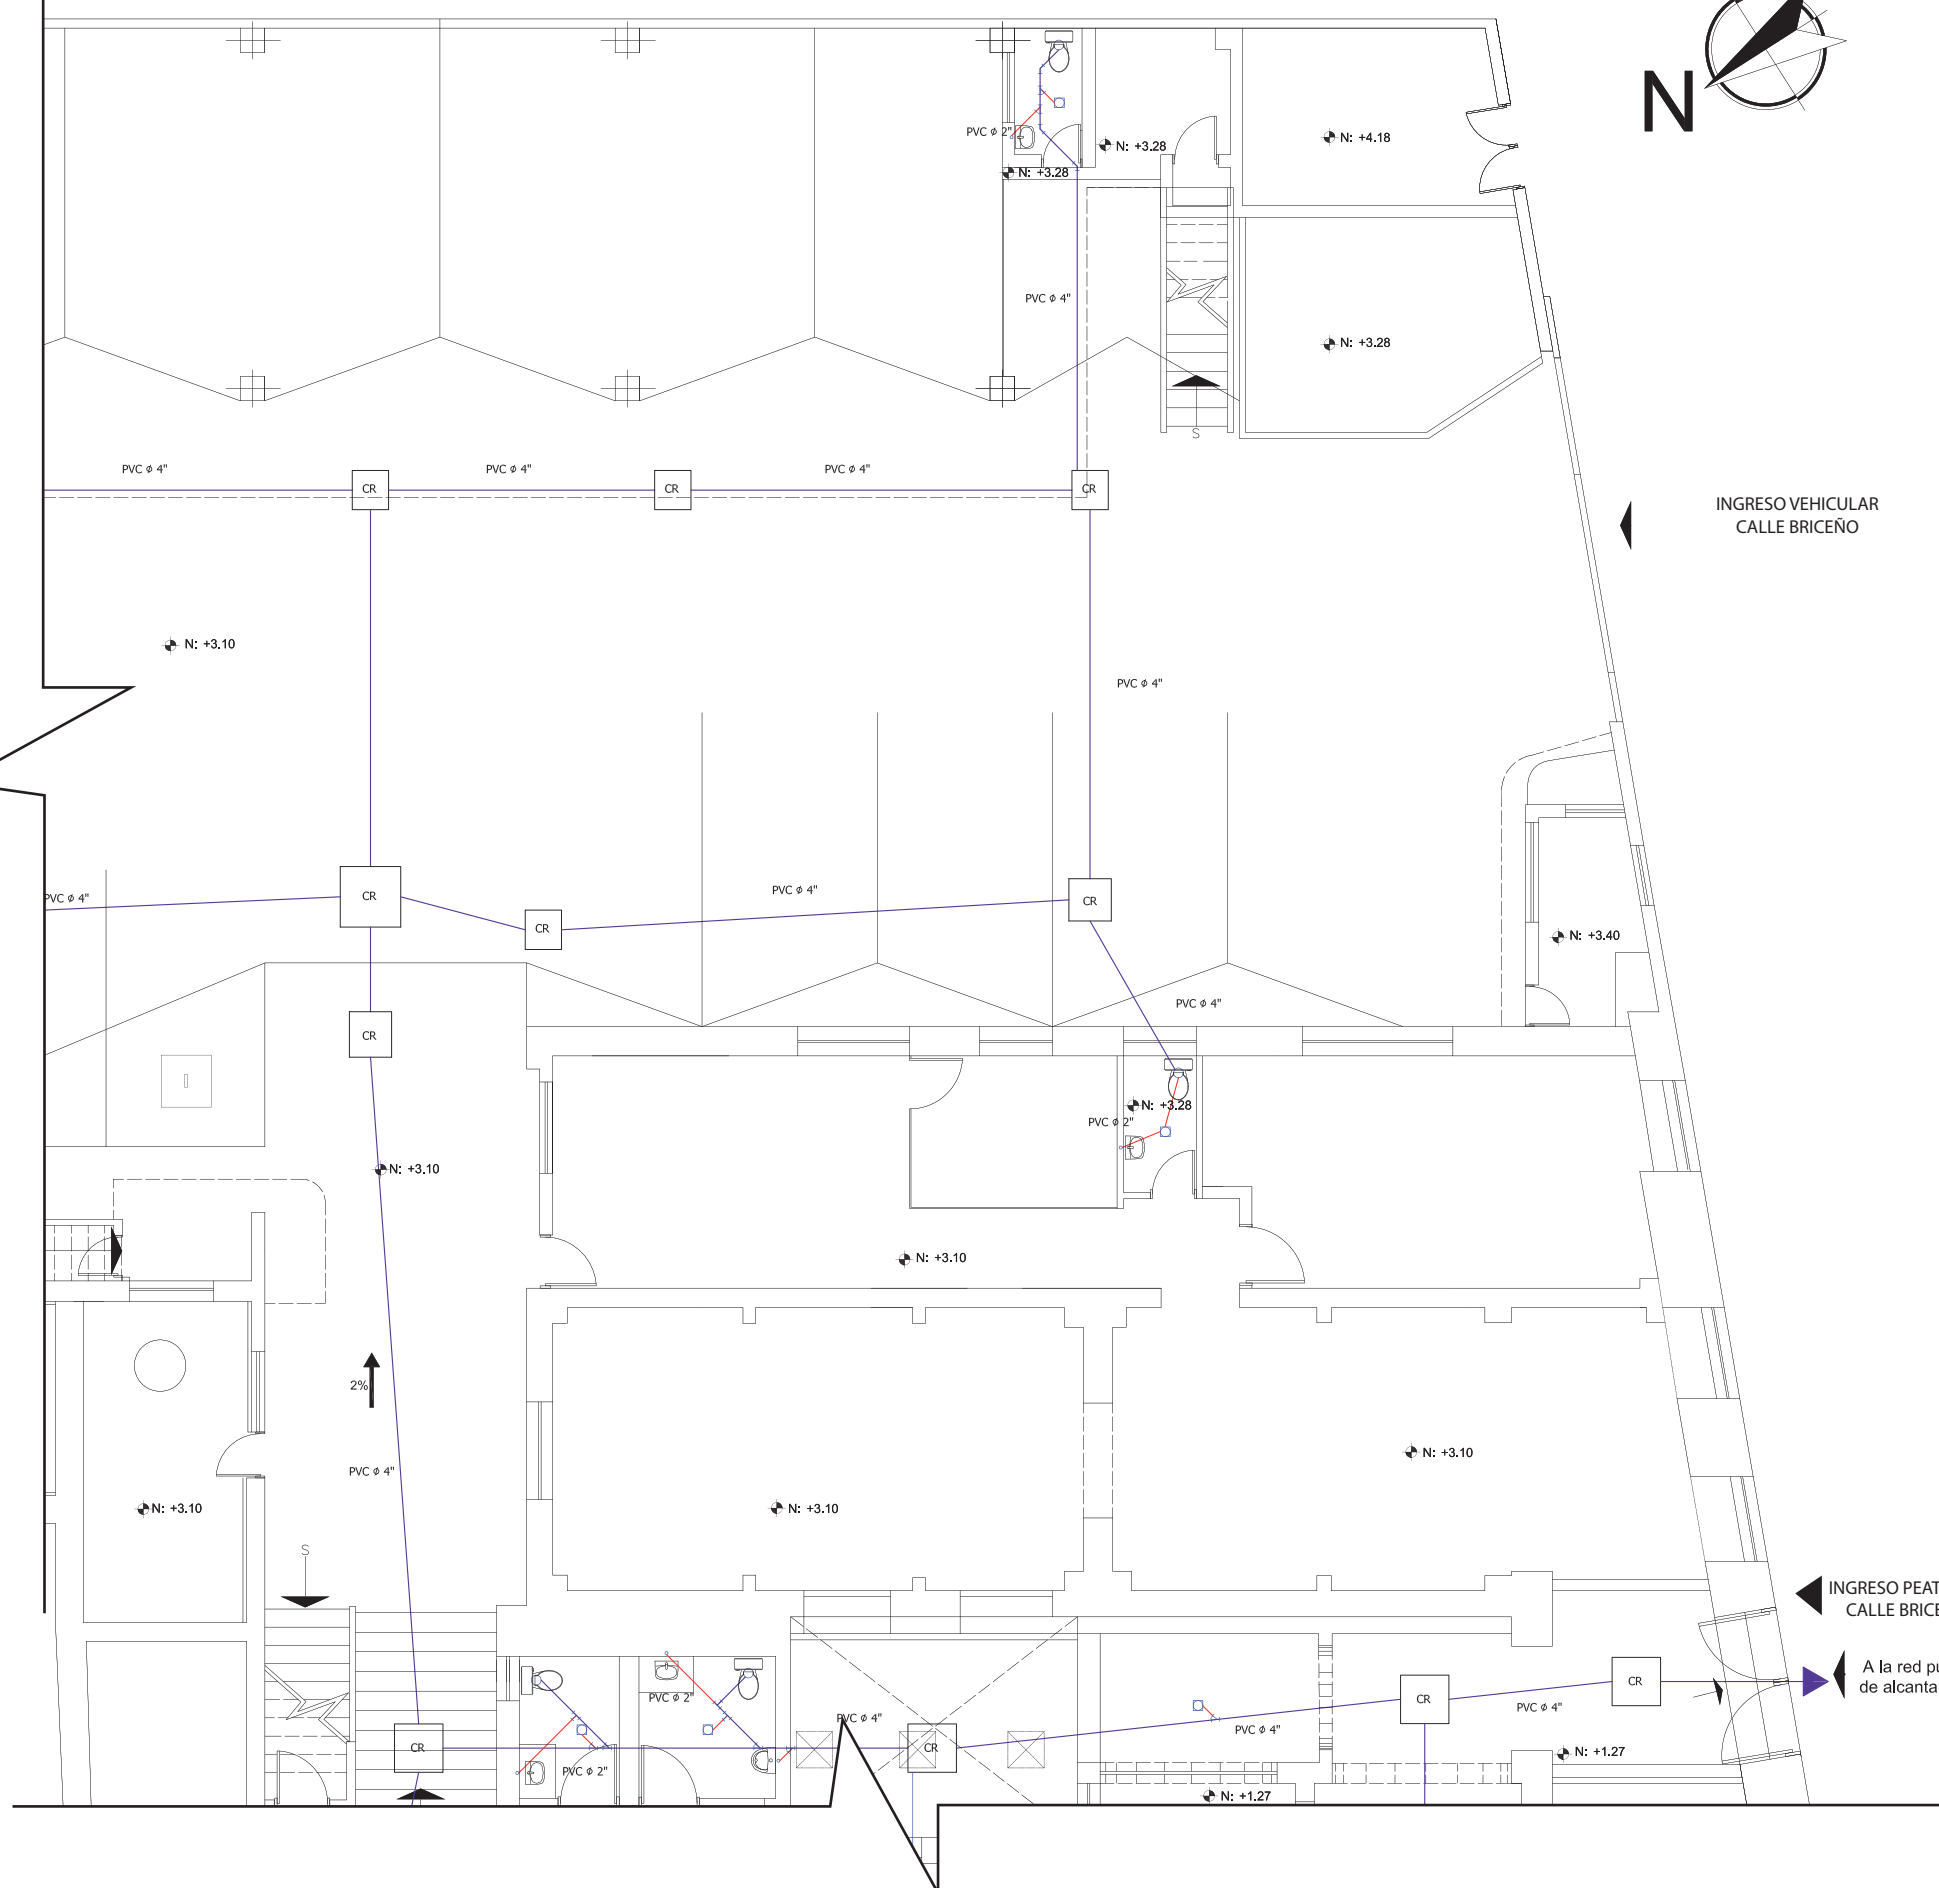 N
PVC ϕ 2"
N: +3.28
N: +3.28
N: +4.18
PVC ϕ 4"
N: +3.28
S
PVC ϕ 4"
PVC ϕ 4"
PVC ϕ 4"
CR
CR
CR
INGRESO VEHICULAR
CALLE BRICEÑO
N: +3.10
PVC ϕ 4"
PVC ϕ 4"
CR
PVC ϕ 4"
CR
CR
N: +3.40
PVC ϕ 4"
CR
N: +3.28
PVC ϕ 2"
N: +3.10
N: +3.10
2%
PVC ϕ 4"
N: +3.10
N: +3.10
N: +3.10
S
INGRESO PEAT
CALLE BRICE
A la red pu
de alcanta
CR
CR
PVC ϕ 2"
PVC ϕ 4"
PVC ϕ 4"
PVC ϕ 4"
CR
CR
N: +1.27
PVC ϕ 2"
N: +1.27